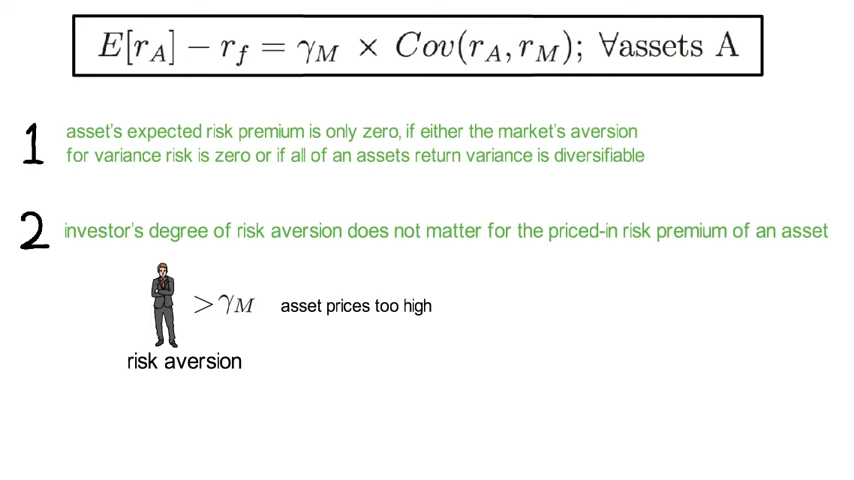 E[r_A] − r_f = γ_M × Cov(r_A, r_M); ∀assets A
1
asset's expected risk premium is only zero, if either the market's aversion
for variance risk is zero or if all of an assets return variance is diversifiable
2
investor's degree of risk aversion does not matter for the priced-in risk premium of an asset
> γ_M asset prices too high
risk aversion